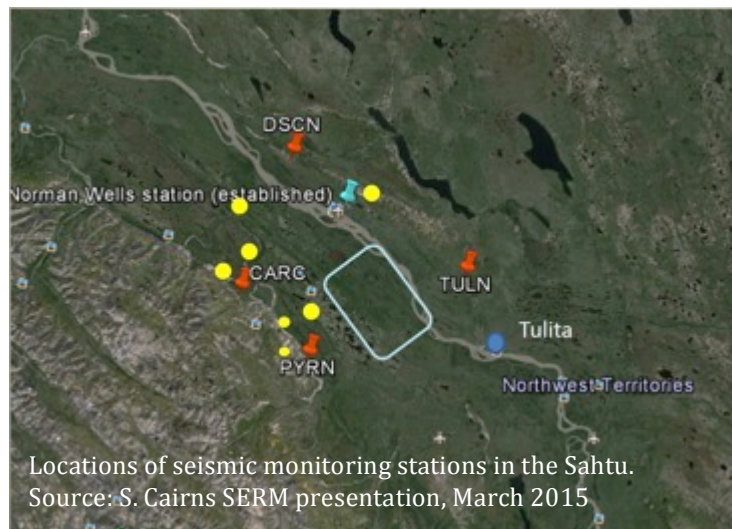 DSCN
Norman Wells station (established)
CARC
TULN
Tulita
PYRN
Northwest Territories
Locations of seismic monitoring stations in the Sahtu.
Source: S. Cairns SERM presentation, March 2015